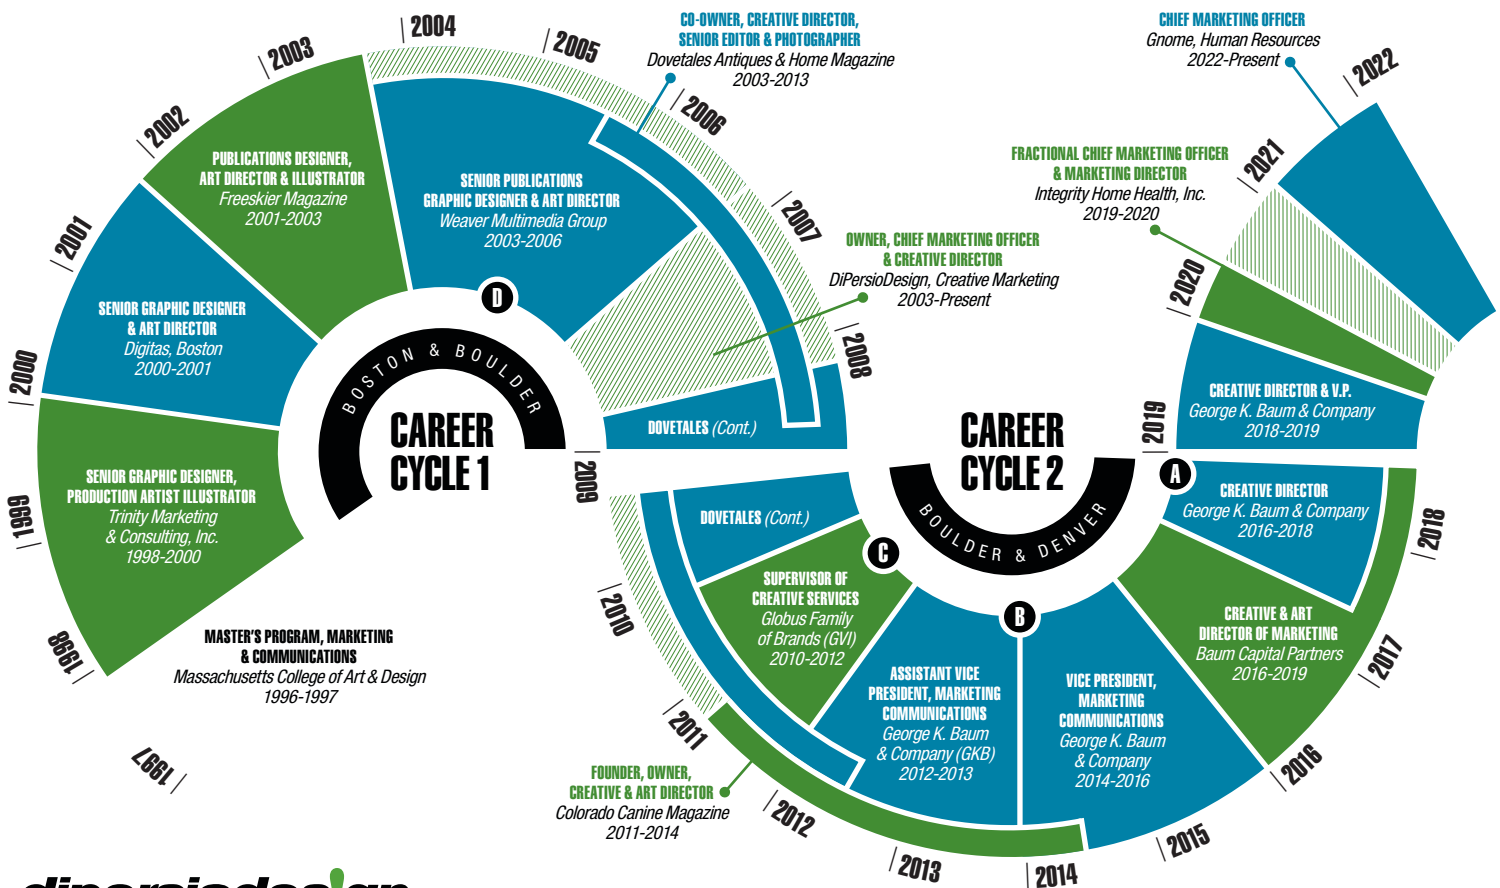 2004
2005
2003
2002
2001
2000
1999
1998
1997
2006
2007
2008
2009
CO-OWNER, CREATIVE DIRECTOR,
SENIOR EDITOR & PHOTOGRAPHER
Dovetales Antiques & Home Magazine
2003-2013
PUBLICATIONS DESIGNER,
ART DIRECTOR & ILLUSTRATOR
Freeskier Magazine
2001-2003
SENIOR PUBLICATIONS
GRAPHIC DESIGNER & ART DIRECTOR
Weaver Multimedia Group
2003-2006
SENIOR GRAPHIC DESIGNER
& ART DIRECTOR
Digitas, Boston
2000-2001
OWNER, CHIEF MARKETING OFFICER
& CREATIVE DIRECTOR
DiPersioDesign, Creative Marketing
2003-Present
D
BOSTON & BOULDER
CAREER
CYCLE 1
DOVETALES (Cont.)
SENIOR GRAPHIC DESIGNER,
PRODUCTION ARTIST ILLUSTRATOR
Trinity Marketing
& Consulting, Inc.
1998-2000
MASTER'S PROGRAM, MARKETING
& COMMUNICATIONS
Massachusetts College of Art & Design
1996-1997
CHIEF MARKETING OFFICER
Gnome, Human Resources
2022-Present
2022
2021
2020
2019
FRACTIONAL CHIEF MARKETING OFFICER
& MARKETING DIRECTOR
Integrity Home Health, Inc.
2019-2020
CREATIVE DIRECTOR & V.P.
George K. Baum & Company
2018-2019
CAREER
CYCLE 2
BOULDER & DENVER
A
CREATIVE DIRECTOR
George K. Baum & Company
2016-2018
2018
2017
2016
2015
2014
2013
2012
2011
2010
DOVETALES (Cont.)
C
SUPERVISOR OF
CREATIVE SERVICES
Globus Family
of Brands (GVI)
2010-2012
B
ASSISTANT VICE
PRESIDENT, MARKETING
COMMUNICATIONS
George K. Baum
& Company (GKB)
2012-2013
VICE PRESIDENT,
MARKETING
COMMUNICATIONS
George K. Baum
& Company
2014-2016
CREATIVE & ART
DIRECTOR OF MARKETING
Baum Capital Partners
2016-2019
FOUNDER, OWNER,
CREATIVE & ART DIRECTOR
Colorado Canine Magazine
2011-2014
dipersiodesign